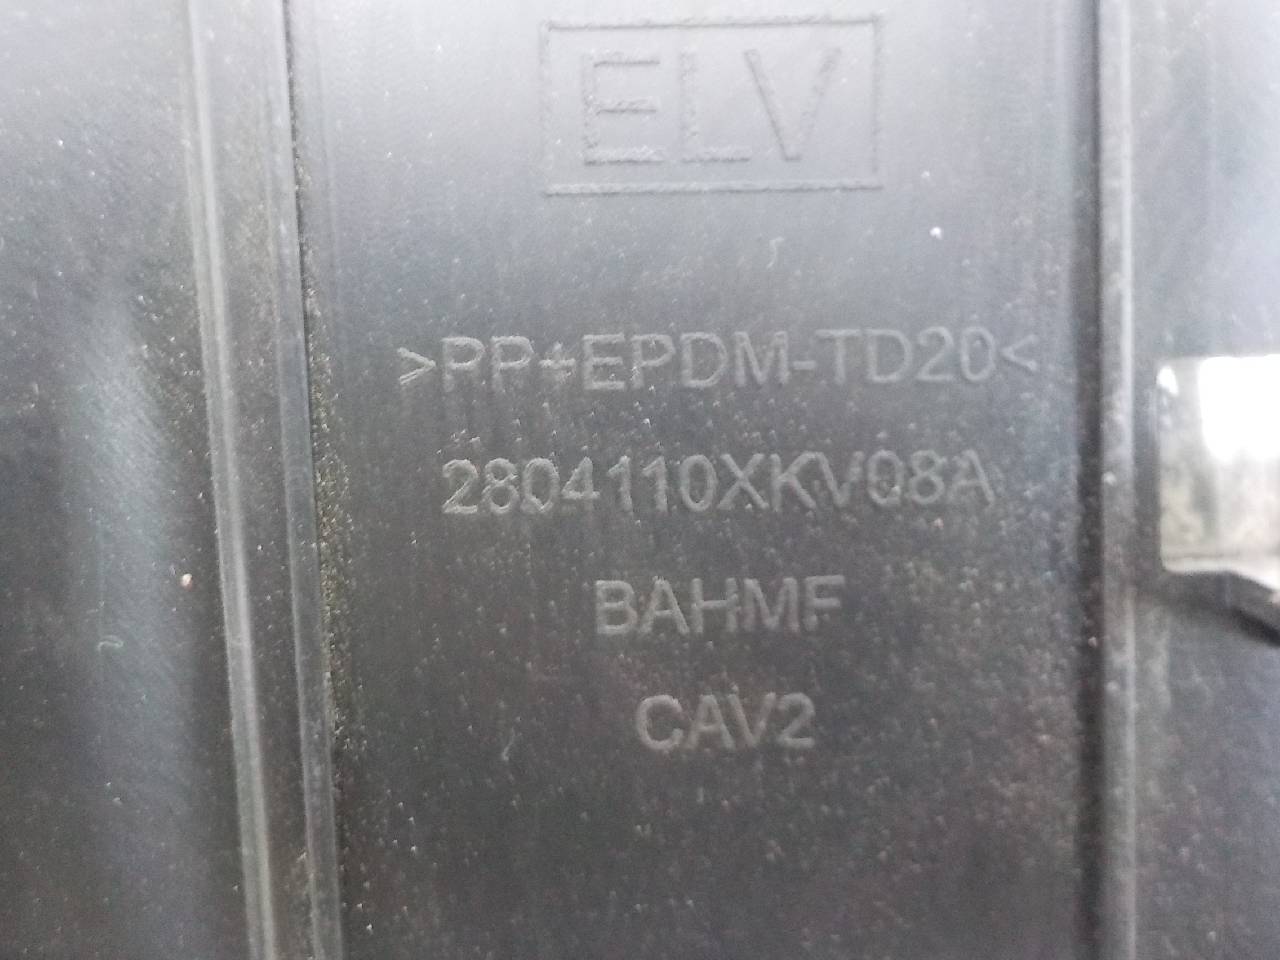 ELV
>PP+EPDM-TD20<
2804110XKV08A
BAHMF
CAV2